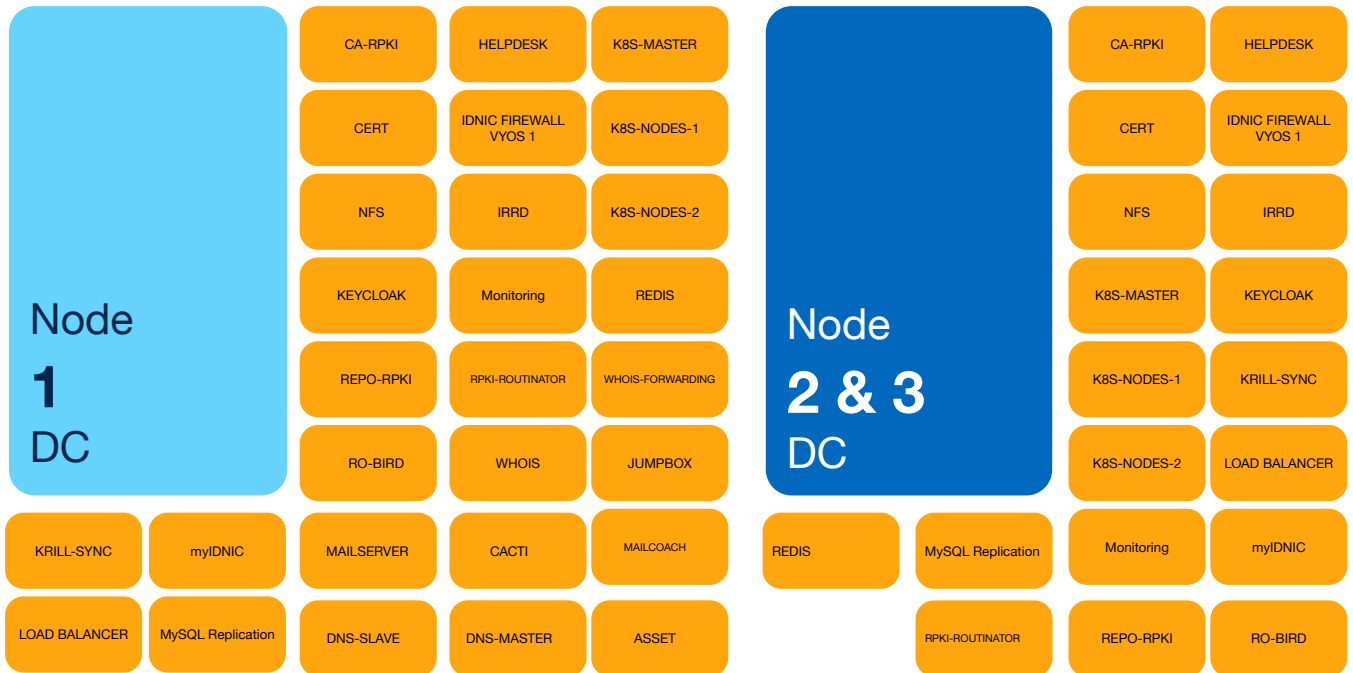 Node
1
DC
CA-RPKI
HELPDESK
K8S-MASTER
CERT
IDNIC FIREWALL
VYOS 1
K8S-NODES-1
NFS
IRRD
K8S-NODES-2
KEYCLOAK
Monitoring
REDIS
REPO-RPKI
RPKI-ROUTINATOR
WHOIS-FORWARDING
RO-BIRD
WHOIS
JUMPBOX
KRILL-SYNC
myIDNIC
MAILSERVER
CACTI
MAILCOACH
LOAD BALANCER
MySQL Replication
DNS-SLAVE
DNS-MASTER
ASSET
Node
2 & 3
DC
CA-RPKI
HELPDESK
CERT
IDNIC FIREWALL
VYOS 1
NFS
IRRD
K8S-MASTER
KEYCLOAK
K8S-NODES-1
KRILL-SYNC
K8S-NODES-2
LOAD BALANCER
REDIS
MySQL Replication
Monitoring
myIDNIC
RPKI-ROUTINATOR
REPO-RPKI
RO-BIRD